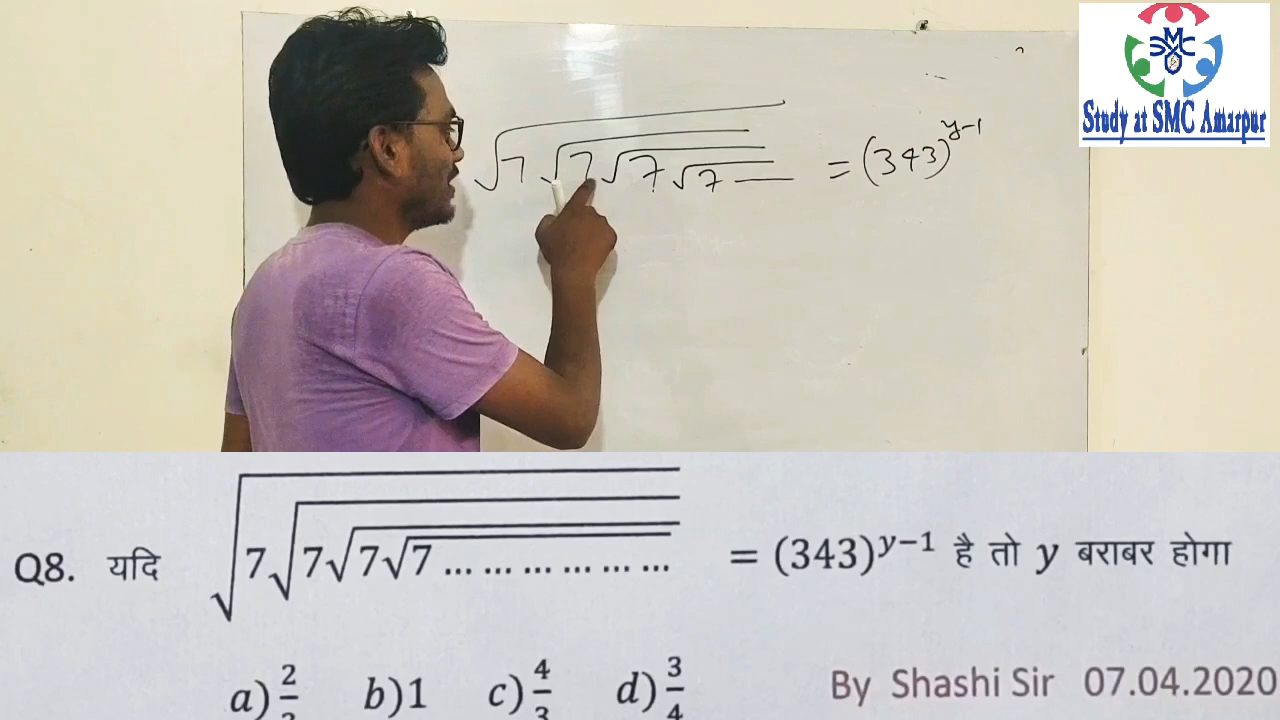 SMC
Study at SMC Amarpur
√7√7√7√7 — = (343)^{y-1}
Q8. यदि √7√7√7√7 ... ... ... ... ... ... = (343)^{y−1} है तो y बराबर होगा
a) 2/ b)1 c) 4/3 d) 3/4
By Shashi Sir 07.04.2020